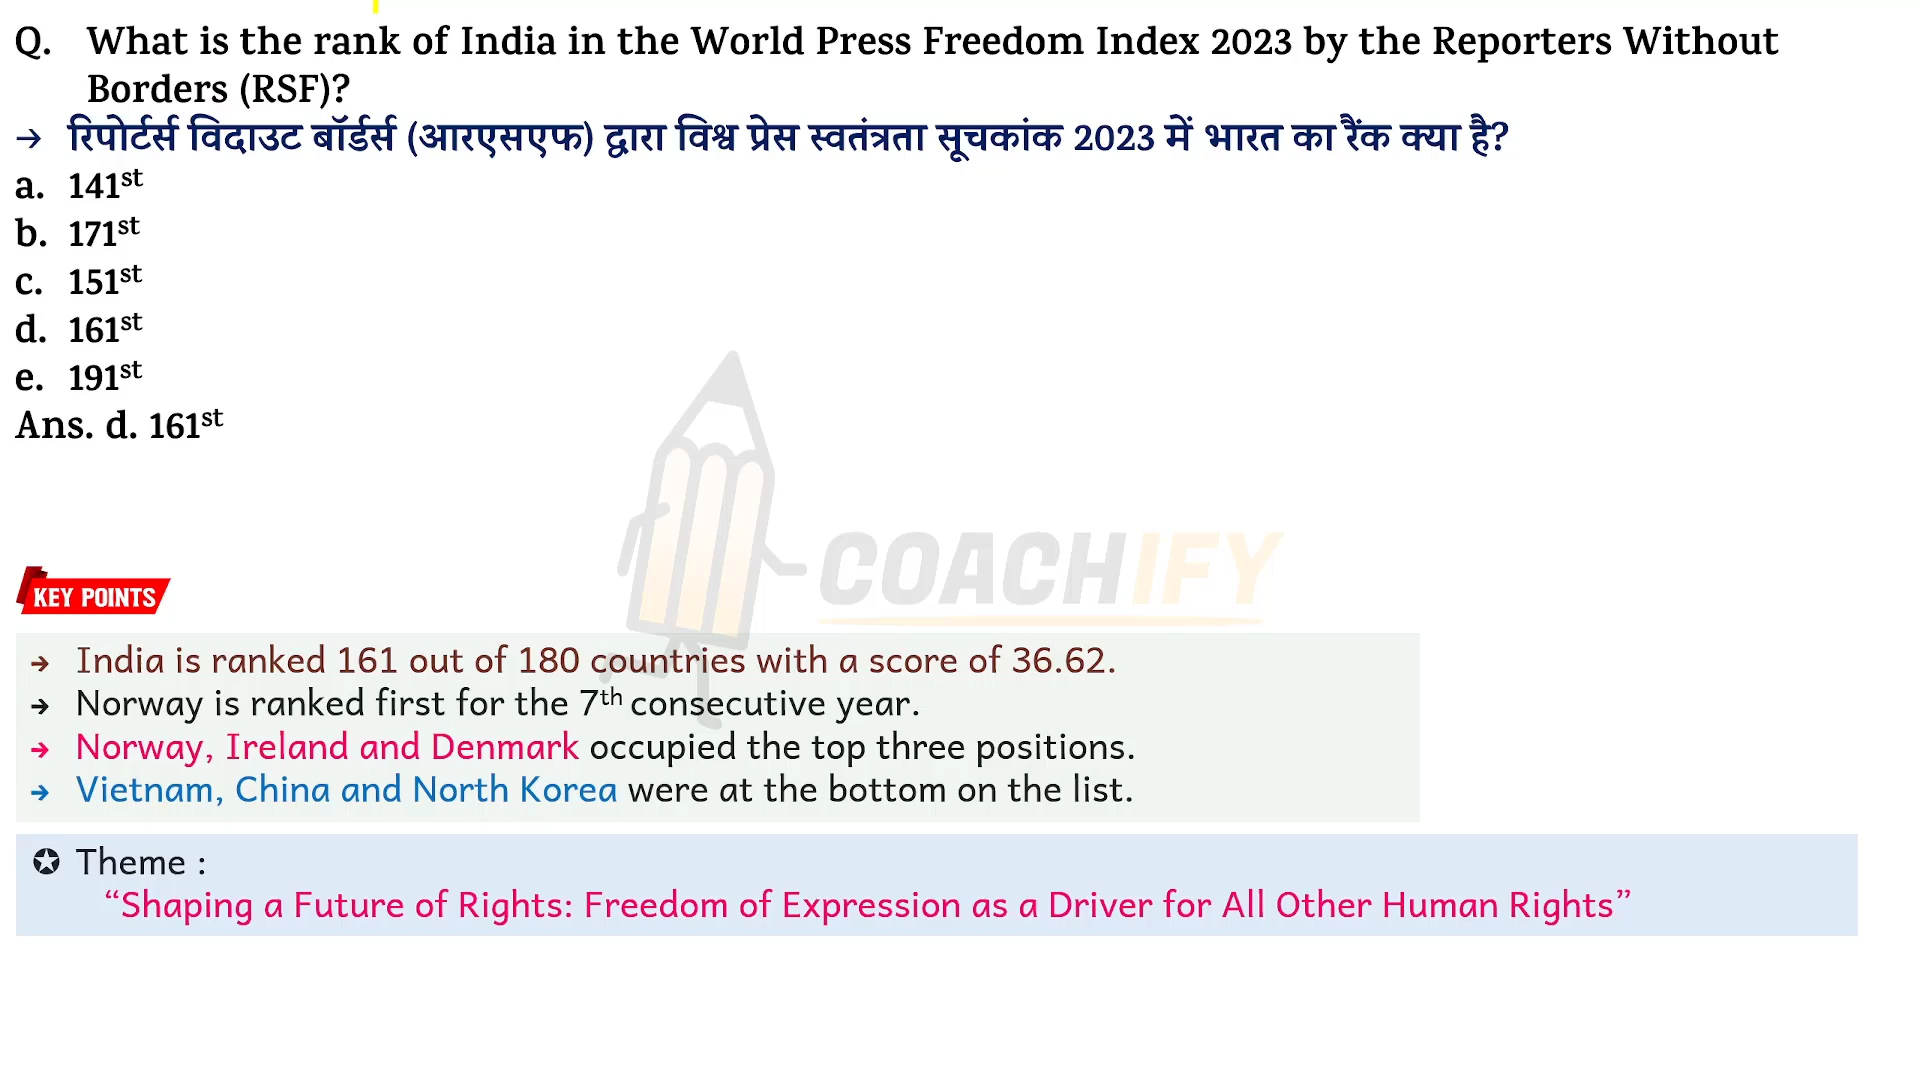 Q. What is the rank of India in the World Press Freedom Index 2023 by the Reporters Without
Borders (RSF)?
→ रिपोर्टर्स विदाउट बॉर्डर्स (आरएसएफ) द्वारा विश्व प्रेस स्वतंत्रता सूचकांक 2023 में भारत का रैंक क्या है?
a. 141st
b. 171st
c. 151st
d. 161st
e. 191st
Ans. d. 161st
COACHIFY
KEY POINTS
→ India is ranked 161 out of 180 countries with a score of 36.62.
→ Norway is ranked first for the 7th consecutive year.
→ Norway, Ireland and Denmark occupied the top three positions.
→ Vietnam, China and North Korea were at the bottom on the list.
✪ Theme :
“Shaping a Future of Rights: Freedom of Expression as a Driver for All Other Human Rights”